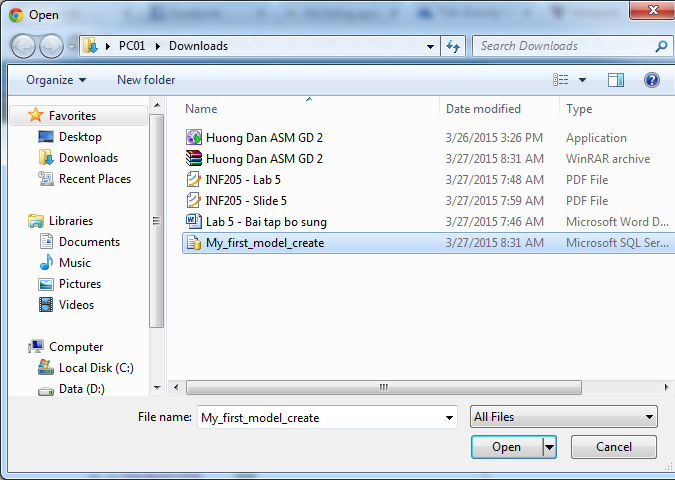 Open
PC01 Downloads
Search Downloads
Organize New folder
Name Date modified Type
Favorites
Desktop
Downloads
Recent Places
Libraries
Documents
Music
Pictures
Videos
Computer
Local Disk (C:)
Data (D:)
Huong Dan ASM GD 2 3/26/2015 3:26 PM Application
Huong Dan ASM GD 2 3/27/2015 8:31 AM WinRAR archive
INF205 - Lab 5 3/27/2015 7:48 AM PDF File
INF205 - Slide 5 3/27/2015 7:59 AM PDF File
Lab 5 - Bai tap bo sung 3/27/2015 7:46 AM Microsoft Word D...
My_first_model_create 3/27/2015 8:31 AM Microsoft SQL Ser...
File name: My_first_model_create All Files
Open Cancel